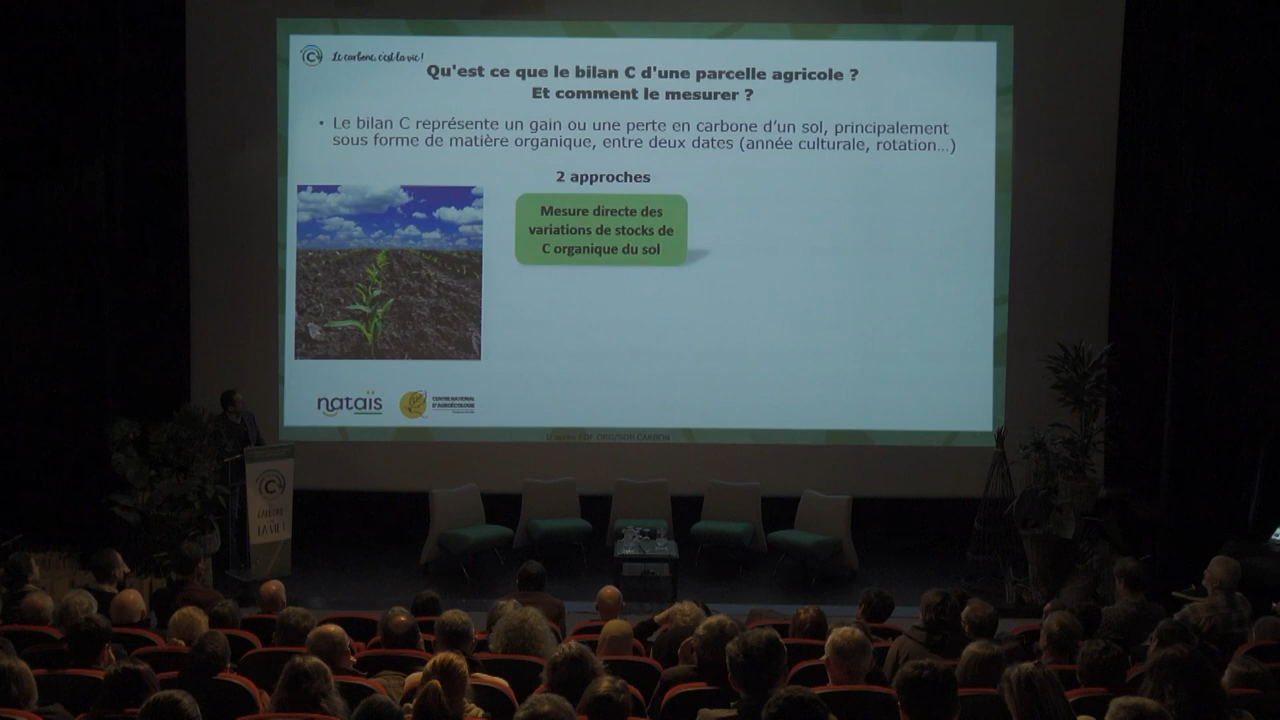 C
Le carbone, c'est la vie !
Qu'est ce que le bilan C d'une parcelle agricole ?
Et comment le mesurer ?
• Le bilan C représente un gain ou une perte en carbone d'un sol, principalement
sous forme de matière organique, entre deux dates (année culturale, rotation...)
2 approches
Mesure directe des
variations de stocks de
C organique du sol
nataïs
CENTRE NATIONAL
D'AGROÉCOLOGIE
C
LE
CARBONE
C'EST
LA VIE !